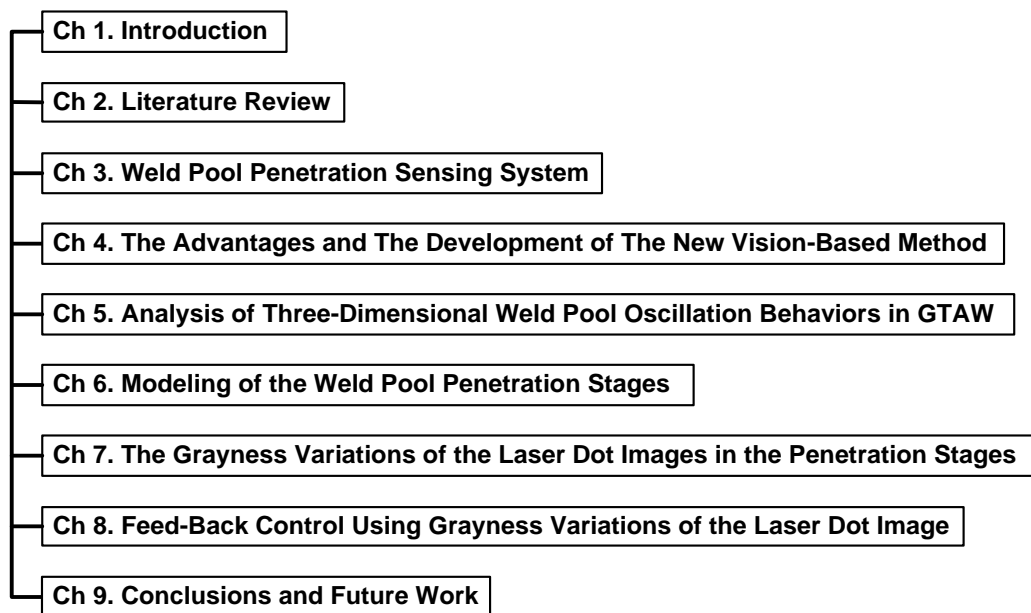 Ch 1. Introduction
Ch 2. Literature Review
Ch 3. Weld Pool Penetration Sensing System
Ch 4. The Advantages and The Development of The New Vision-Based Method
Ch 5. Analysis of Three-Dimensional Weld Pool Oscillation Behaviors in GTAW
Ch 6. Modeling of the Weld Pool Penetration Stages
Ch 7. The Grayness Variations of the Laser Dot Images in the Penetration Stages
Ch 8. Feed-Back Control Using Grayness Variations of the Laser Dot Image
Ch 9. Conclusions and Future Work